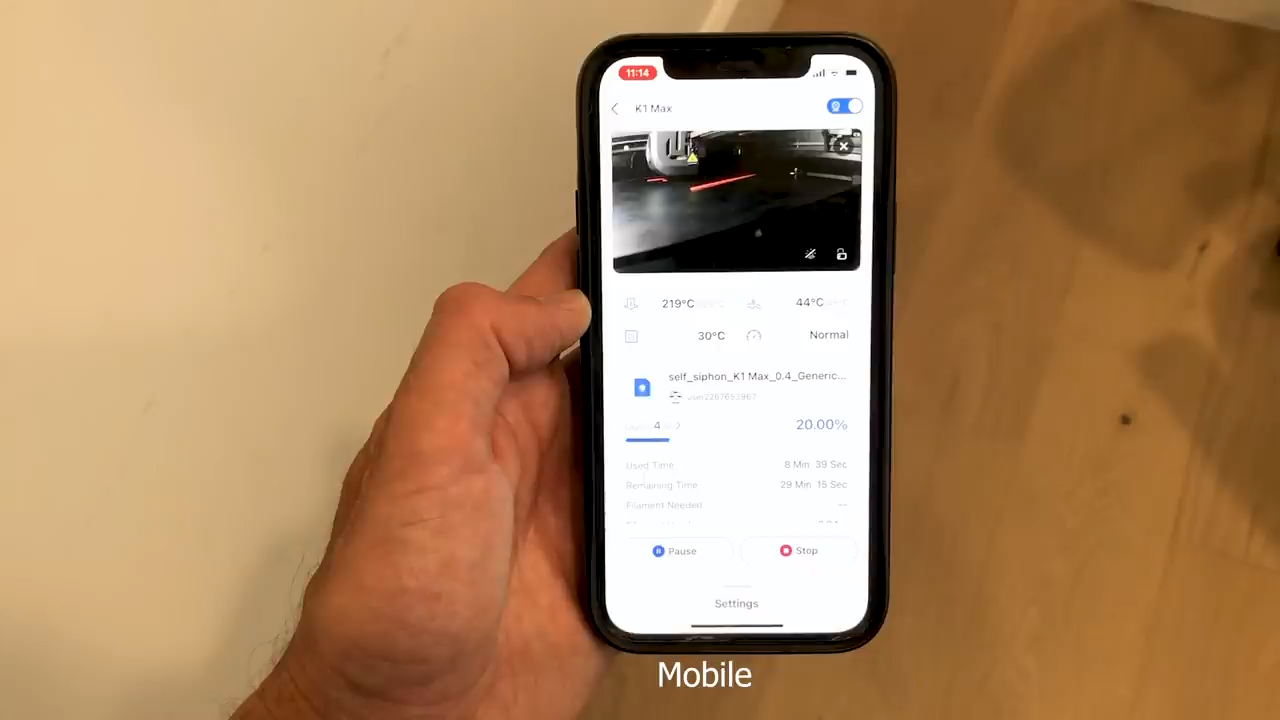 11:14
K1 Max
219°C
44°C
30°C
Normal
self_siphon_K1 Max_0.4_Generic...
4
20.00%
Used Time 8 Min 39 Sec
Remaining Time 29 Min 15 Sec
Filament Needed --
Pause
Stop
Settings
Mobile